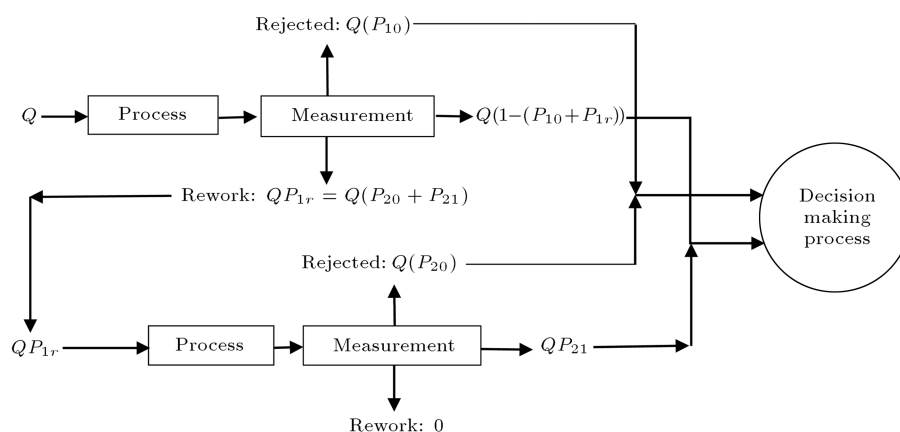 Rejected: Q(P₁₀)
Q
Process
Measurement
Q(1−(P₁₀+P₁ᵣ))
Rework: QP₁ᵣ = Q(P₂₀ + P₂₁)
Decision
making
process
Rejected: Q(P₂₀)
QP₁ᵣ
Process
Measurement
QP₂₁
Rework: 0